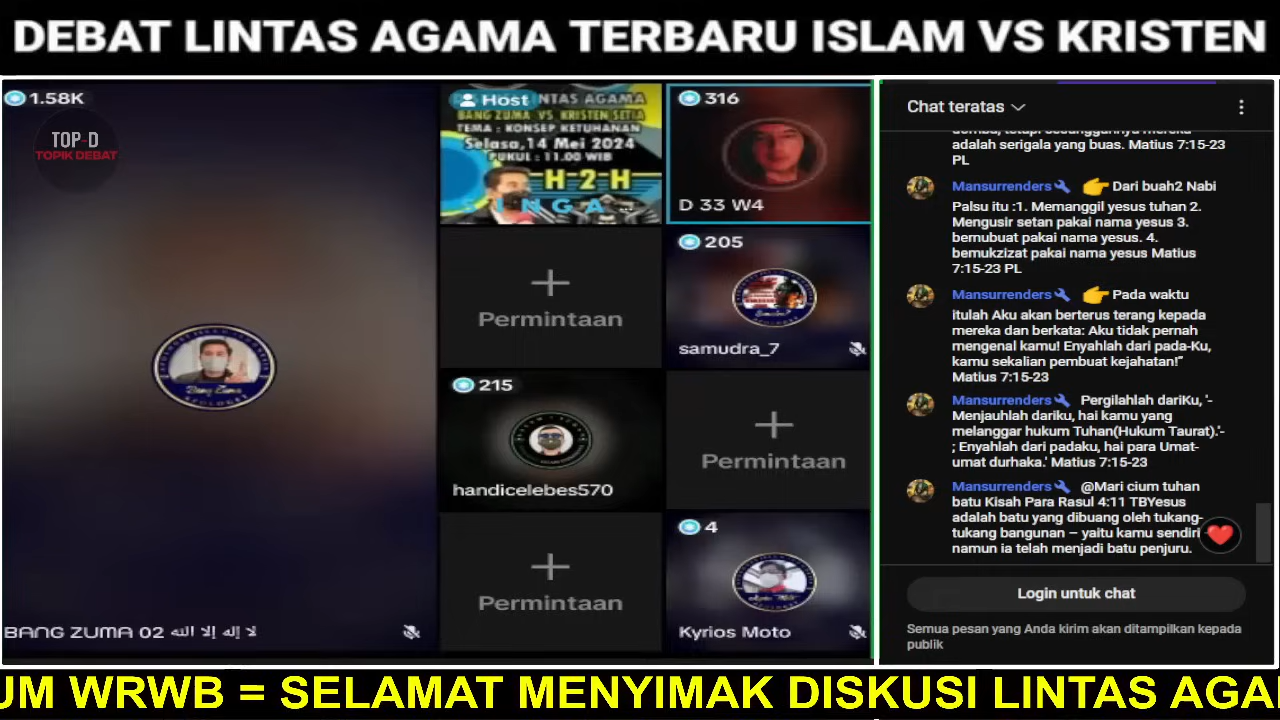 DEBAT LINTAS AGAMA TERBARU ISLAM VS KRISTEN
1.58K
TOP-D
TOPIK DEBAT
BANG ZUMA 02 لا إله إلا الله
Host
NTAS AGAMA
BANG ZUMA VS KRISTEN SETIA
TEMA : KONSEP KETUHANAN
Selasa,14 Mei 2024
PUKUL : 11.00 WIB
H 2 H
316
D 33 W4
Permintaan
205
samudra_7
215
handicelebes570
Permintaan
Permintaan
4
Kyrios Moto
Chat teratas
adalah serigala yang buas. Matius 7:15-23
PL
Mansurrenders 🔧 👉 Dari buah2 Nabi
Palsu itu :1. Memanggil yesus tuhan 2.
Mengusir setan pakai nama yesus 3.
bernubuat pakai nama yesus. 4.
bemukzizat pakai nama yesus Matius
7:15-23 PL
Mansurrenders 🔧 👉 Pada waktu
itulah Aku akan berterus terang kepada
mereka dan berkata: Aku tidak pernah
mengenal kamu! Enyahlah dari pada-Ku,
kamu sekalian pembuat kejahatan!"
Matius 7:15-23
Mansurrenders 🔧 Pergilahlah dariKu, '-
Menjauhlah dariku, hai kamu yang
melanggar hukum Tuhan(Hukum Taurat).'-
; Enyahlah dari padaku, hai para Umat-
umat durhaka.' Matius 7:15-23
Mansurrenders 🔧 @Mari cium tuhan
batu Kisah Para Rasul 4:11 TBYesus
adalah batu yang dibuang oleh tukang-
tukang bangunan – yaitu kamu sendiri –
namun ia telah menjadi batu penjuru.
Login untuk chat
Semua pesan yang Anda kirim akan ditampilkan kepada
publik
UM WRWB = SELAMAT MENYIMAK DISKUSI LINTAS AGA